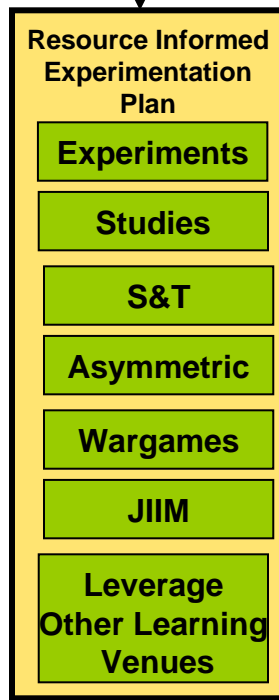 Resource Informed
Experimentation
Plan
Experiments
Studies
S&T
Asymmetric
Wargames
JIIM
Leverage
Other Learning
Venues